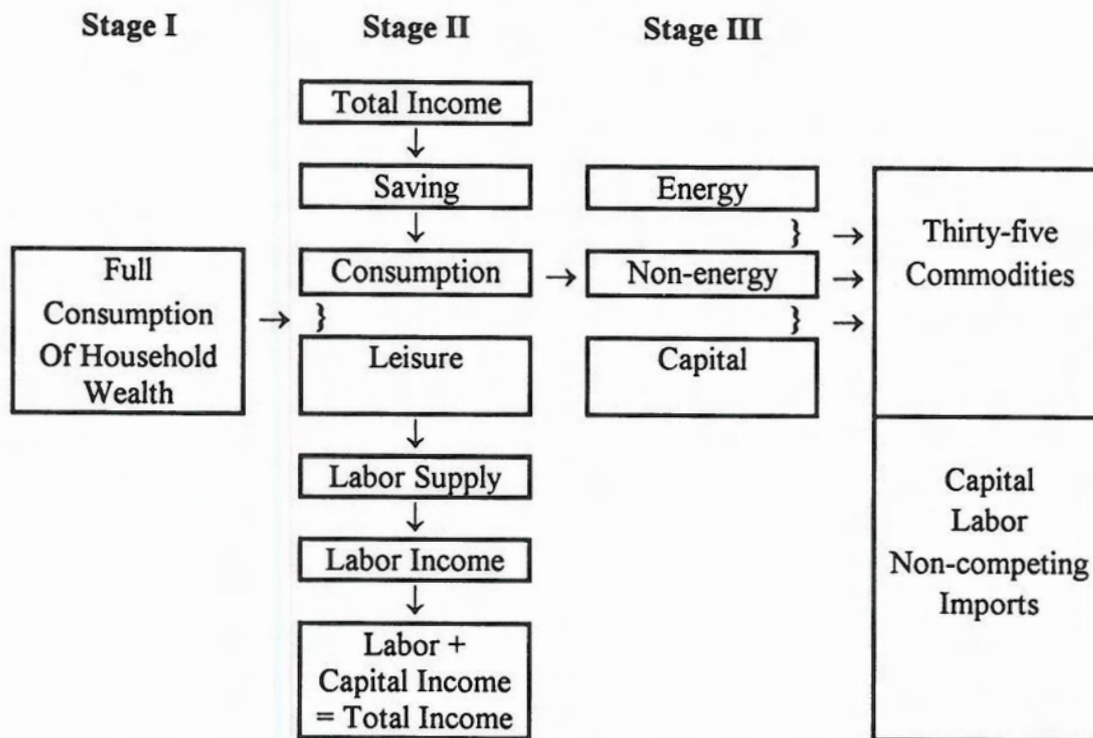 Stage I
Stage II
Stage III
Total Income
↓
Saving
↓
Full
Consumption
Of Household
Wealth
→ }
Consumption
→
Leisure
↓
Labor Supply
↓
Labor Income
↓
Labor +
Capital Income
= Total Income
Energy
} →
Non-energy
→
} →
Capital
Thirty-five
Commodities
Capital
Labor
Non-competing
Imports